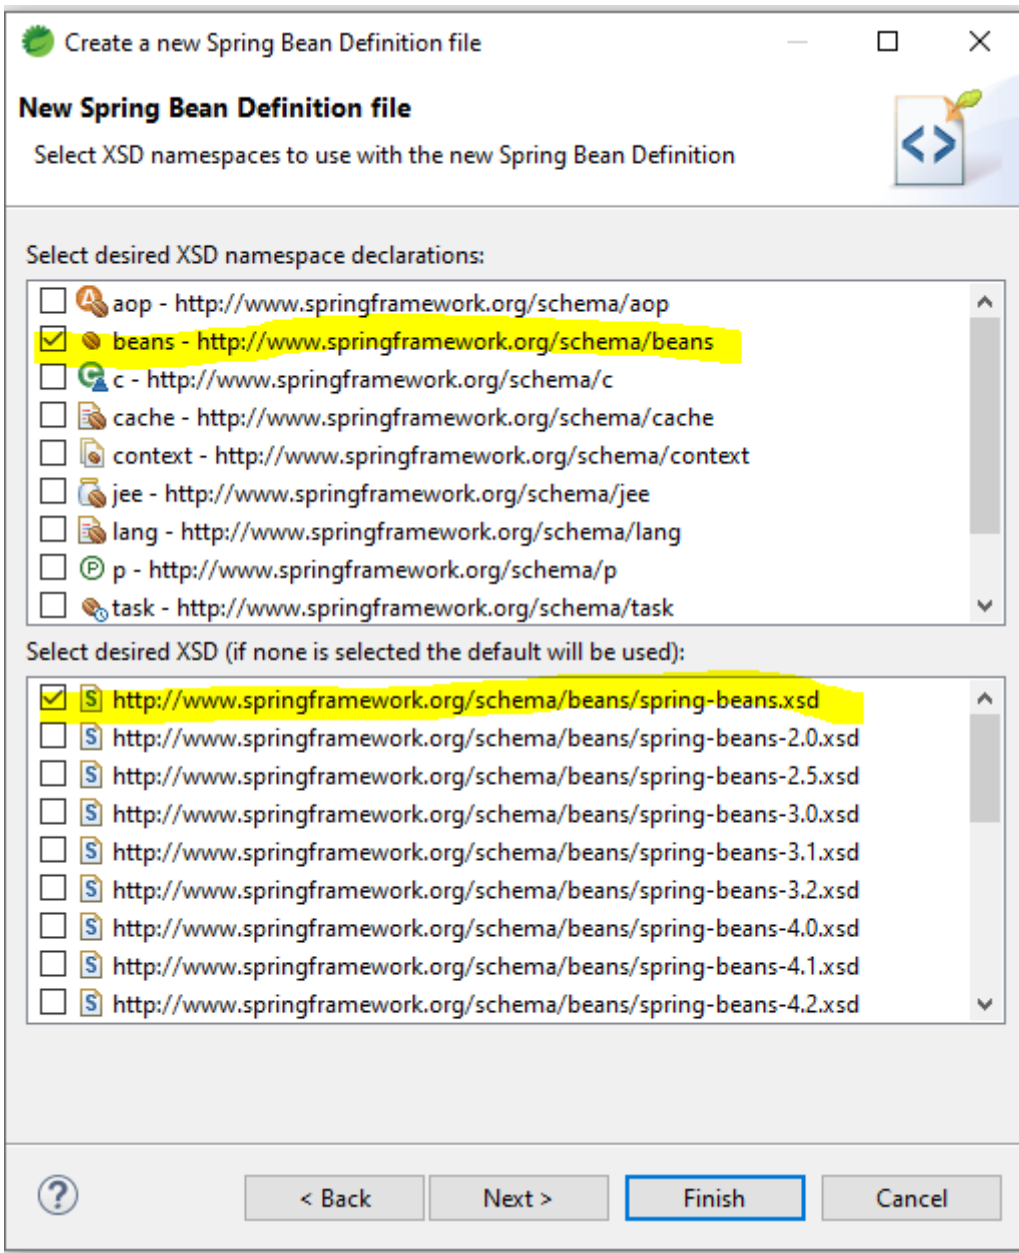 Create a new Spring Bean Definition file
New Spring Bean Definition file
Select XSD namespaces to use with the new Spring Bean Definition
Select desired XSD namespace declarations:
aop - http://www.springframework.org/schema/aop
beans - http://www.springframework.org/schema/beans
c - http://www.springframework.org/schema/c
cache - http://www.springframework.org/schema/cache
context - http://www.springframework.org/schema/context
jee - http://www.springframework.org/schema/jee
lang - http://www.springframework.org/schema/lang
p - http://www.springframework.org/schema/p
task - http://www.springframework.org/schema/task
Select desired XSD (if none is selected the default will be used):
http://www.springframework.org/schema/beans/spring-beans.xsd
http://www.springframework.org/schema/beans/spring-beans-2.0.xsd
http://www.springframework.org/schema/beans/spring-beans-2.5.xsd
http://www.springframework.org/schema/beans/spring-beans-3.0.xsd
http://www.springframework.org/schema/beans/spring-beans-3.1.xsd
http://www.springframework.org/schema/beans/spring-beans-3.2.xsd
http://www.springframework.org/schema/beans/spring-beans-4.0.xsd
http://www.springframework.org/schema/beans/spring-beans-4.1.xsd
http://www.springframework.org/schema/beans/spring-beans-4.2.xsd
< Back Next > Finish Cancel